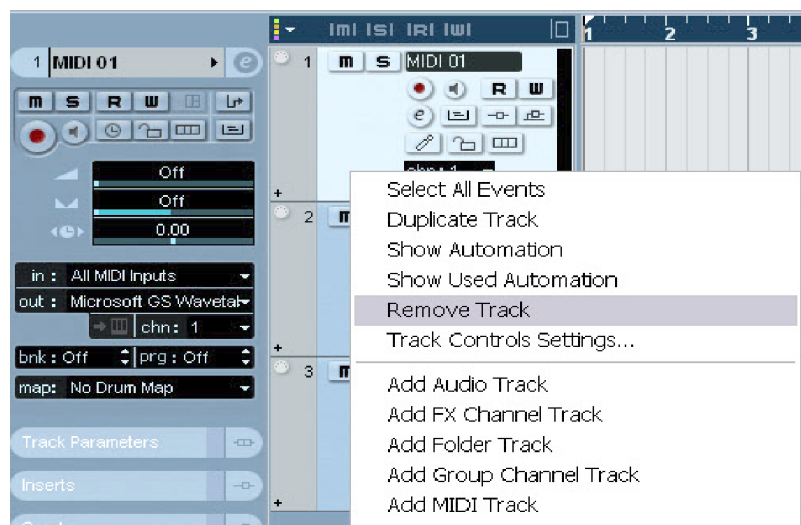 m s R W
1 2 3
1 MIDI 01 e
1 m s MIDI 01
m s R W
R W
e
Off
chn: 1
Off
2 m
0.00
in : All MIDI Inputs
out : Microsoft GS Wavetal
chn: 1
bnk : Off prg : Off
map: No Drum Map
3 m
Track Parameters
Inserts
Select All Events
Duplicate Track
Show Automation
Show Used Automation
Remove Track
Track Controls Settings...
Add Audio Track
Add FX Channel Track
Add Folder Track
Add Group Channel Track
Add MIDI Track